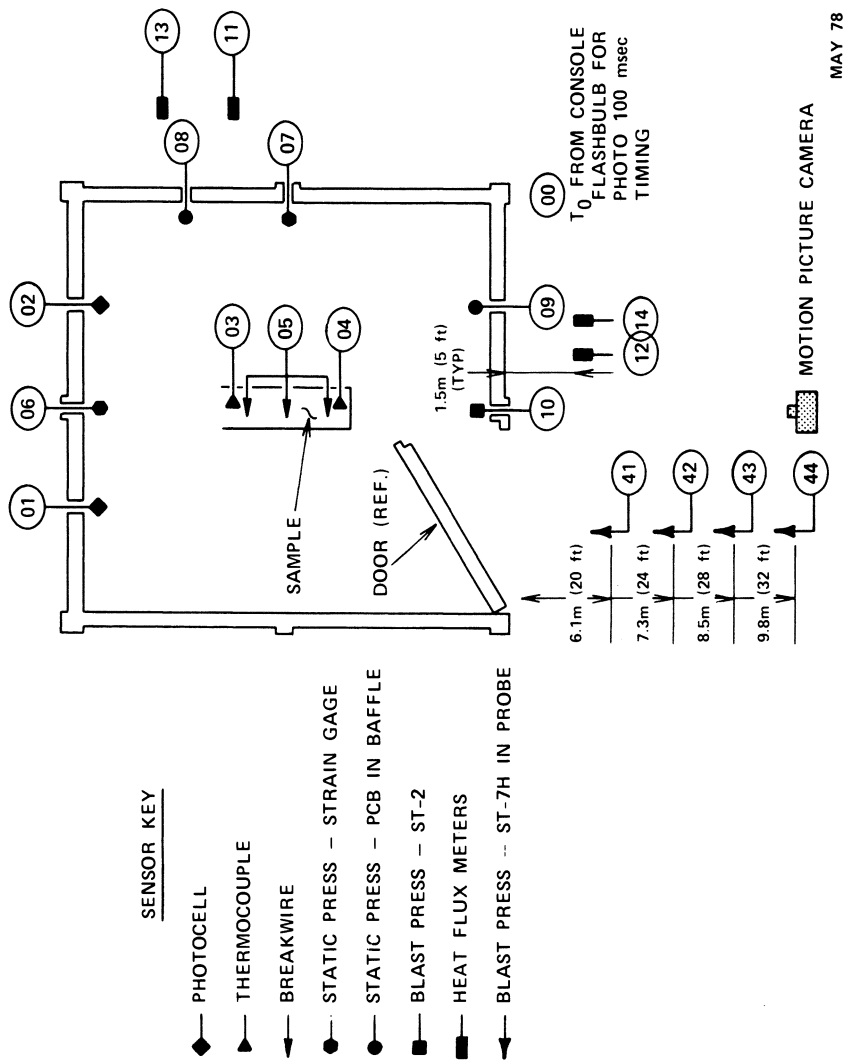 SENSOR KEY
PHOTOCELL
THERMOCOUPLE
BREAKWIRE
STATIC PRESS – STRAIN GAGE
STATIC PRESS – PCB IN BAFFLE
BLAST PRESS – ST-2
HEAT FLUX METERS
BLAST PRESS -- ST-7H IN PROBE
01
06
02
13
11
08
07
03
05
04
SAMPLE
DOOR (REF.)
1.5m (5 ft)
(TYP)
10
09
00
T0 FROM CONSOLE
FLASHBULB FOR
PHOTO 100 msec
TIMING
12
14
6.1m (20 ft)
7.3m (24 ft)
8.5m (28 ft)
9.8m (32 ft)
41
42
43
44
MOTION PICTURE CAMERA
MAY 78